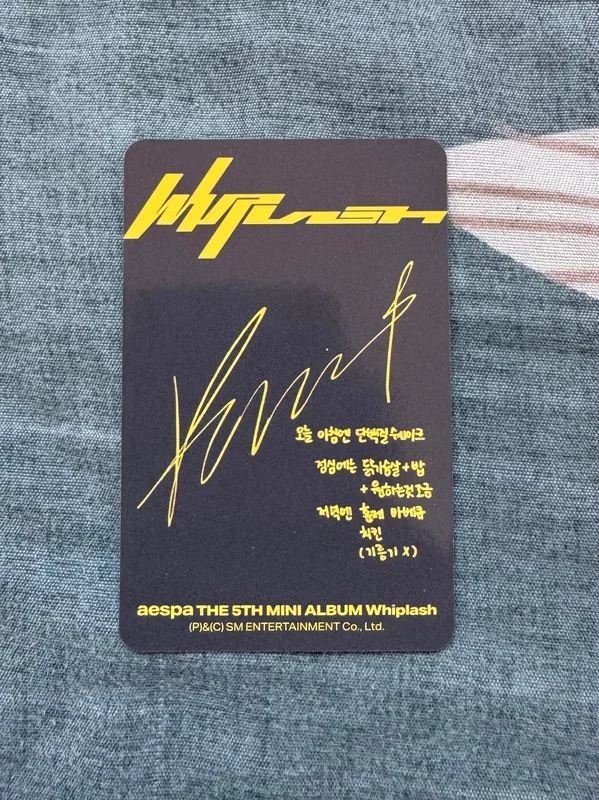 Whiplash
오늘 아침엔 단백질쉐이크
점심에는 닭가슴살+밥
+원하는것조금
저녁엔 훈제 바베큐
치킨
(기름기 X)
aespa THE 5TH MINI ALBUM Whiplash
(P)&(C) SM ENTERTAINMENT Co., Ltd.